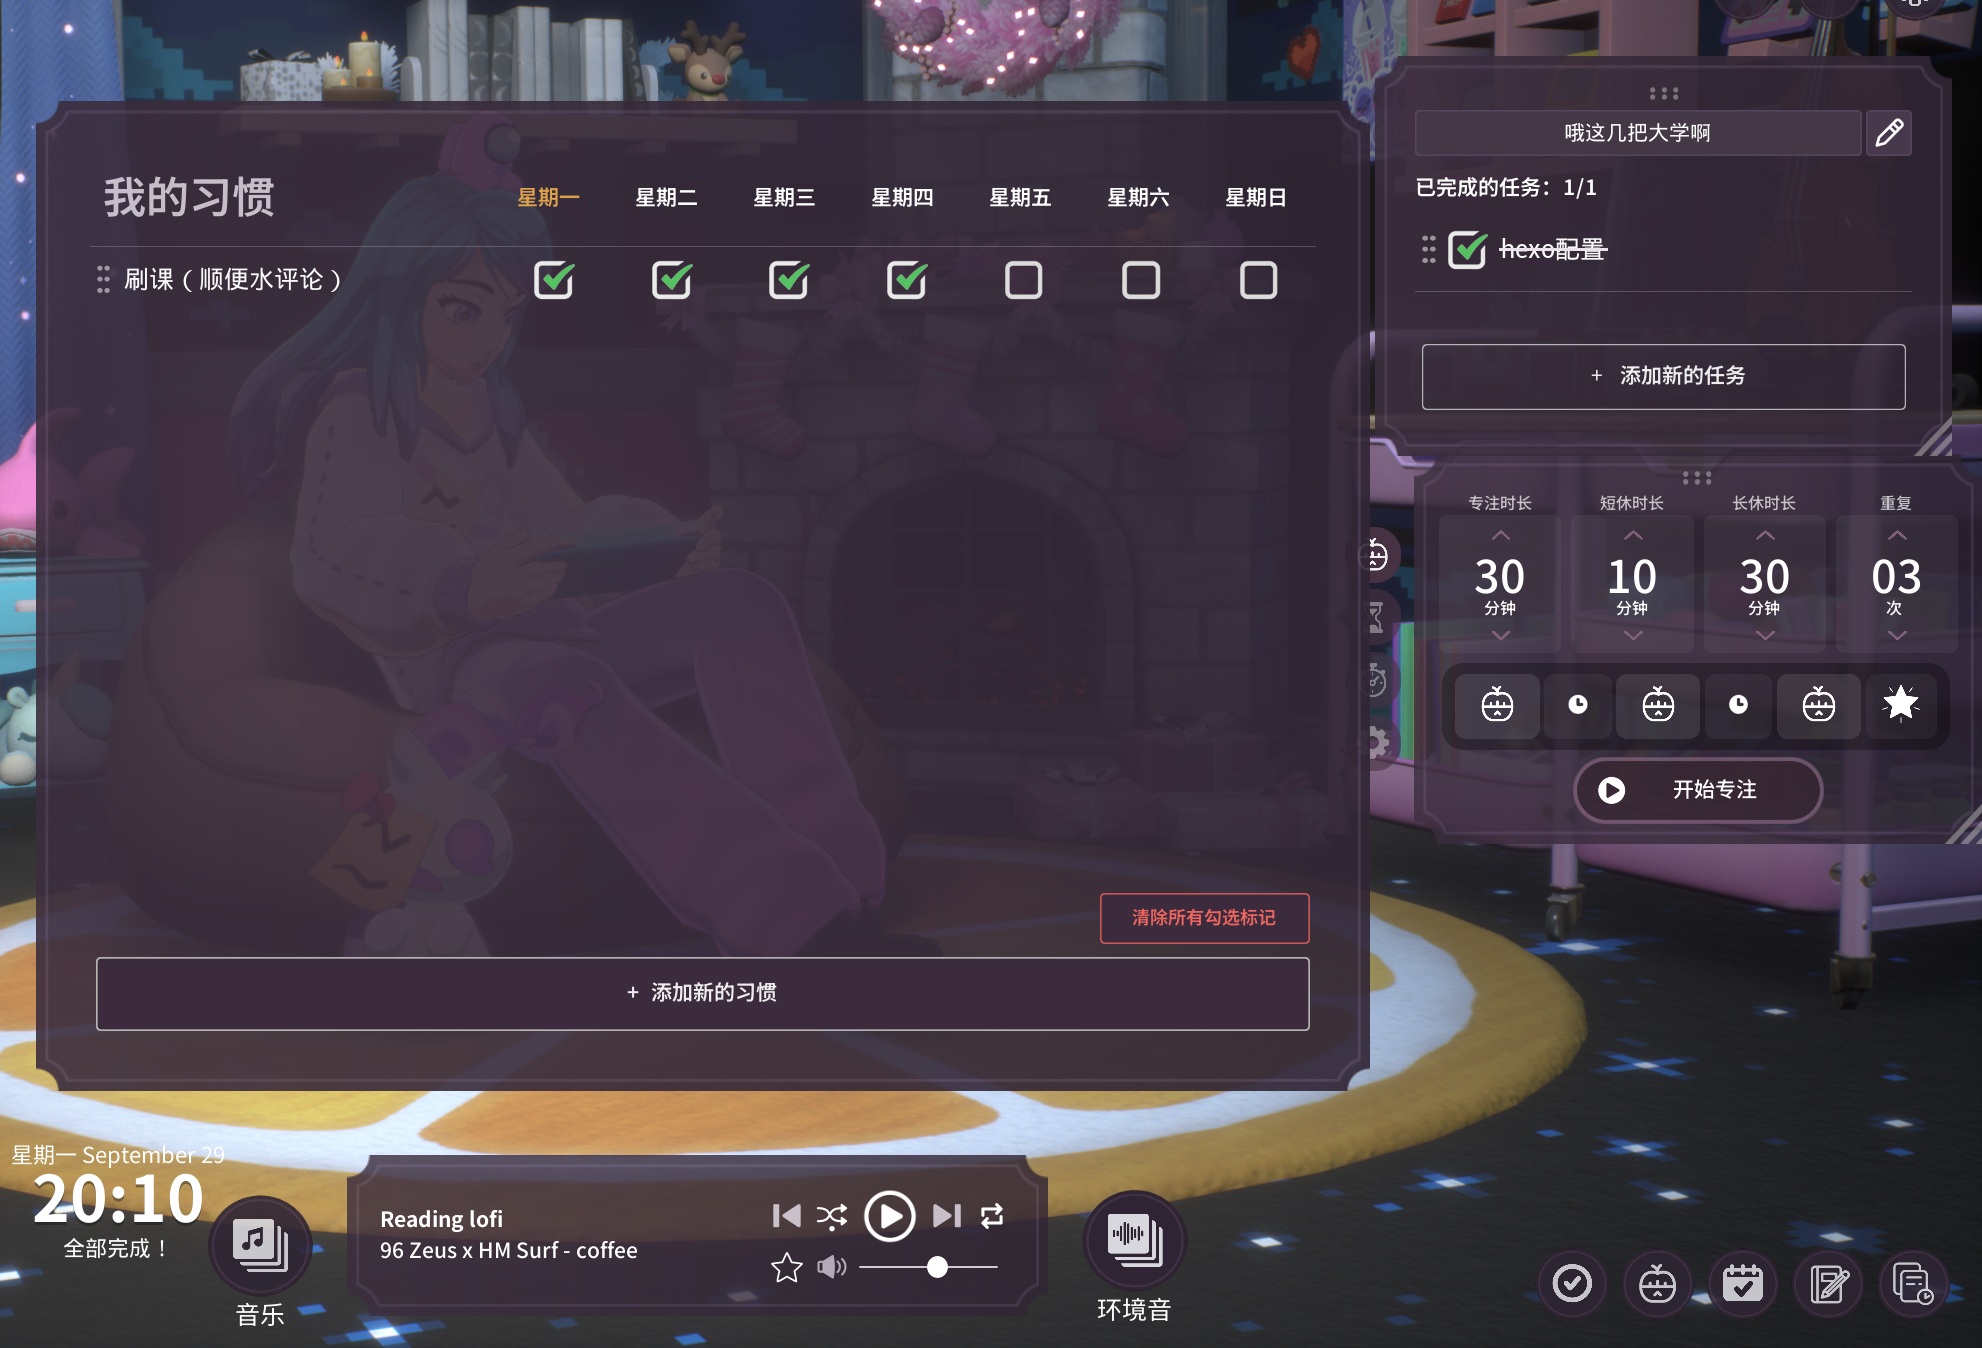 我的习惯
星期一 星期二 星期三 星期四 星期五 星期六 星期日
刷课（顺便水评论）
清除所有勾选标记
+ 添加新的习惯
哦这几把大学啊
已完成的任务：1/1
hexo配置
+ 添加新的任务
专注时长 短休时长 长休时长 重复
30 10 30 03
分钟 分钟 分钟 次
开始专注
星期一 September 29
20:10
全部完成！
音乐
Reading lofi
96 Zeus x HM Surf - coffee
环境音